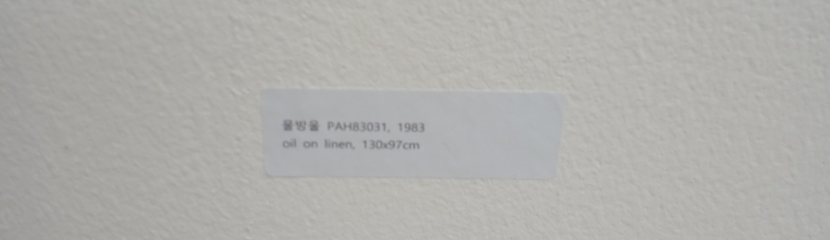 물방울 PAH83031, 1983
oil on linen, 130x97cm